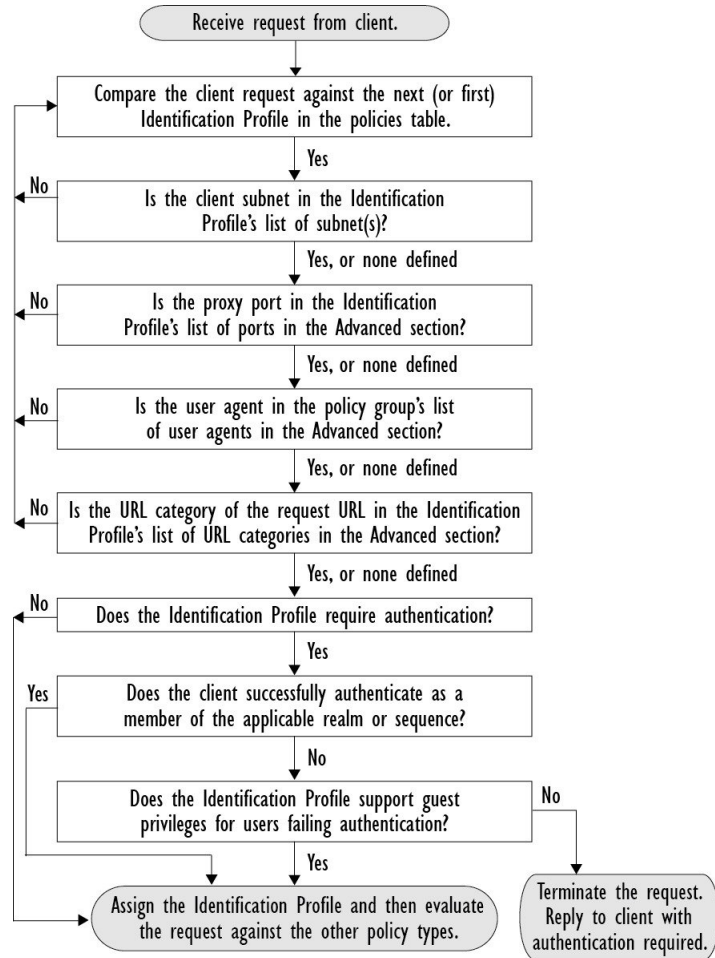 Receive request from client.
Compare the client request against the next (or first)
Identification Profile in the policies table.
Yes
No
Is the client subnet in the Identification
Profile's list of subnet(s)?
Yes, or none defined
No
Is the proxy port in the Identification
Profile's list of ports in the Advanced section?
Yes, or none defined
No
Is the user agent in the policy group's list
of user agents in the Advanced section?
Yes, or none defined
No
Is the URL category of the request URL in the Identification
Profile's list of URL categories in the Advanced section?
Yes, or none defined
No
Does the Identification Profile require authentication?
Yes
Yes
Does the client successfully authenticate as a
member of the applicable realm or sequence?
No
Does the Identification Profile support guest
privileges for users failing authentication?
No
Yes
Assign the Identification Profile and then evaluate
the request against the other policy types.
Terminate the request.
Reply to client with
authentication required.